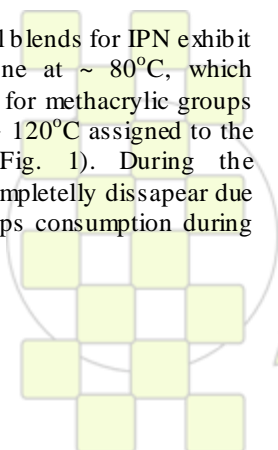 l blends for IPN exhibit
ne at ~ 80°C, which
for methacrylic groups
120°C assigned to the
Fig. 1). During the
mpletelly dissapear due
ps consumption during